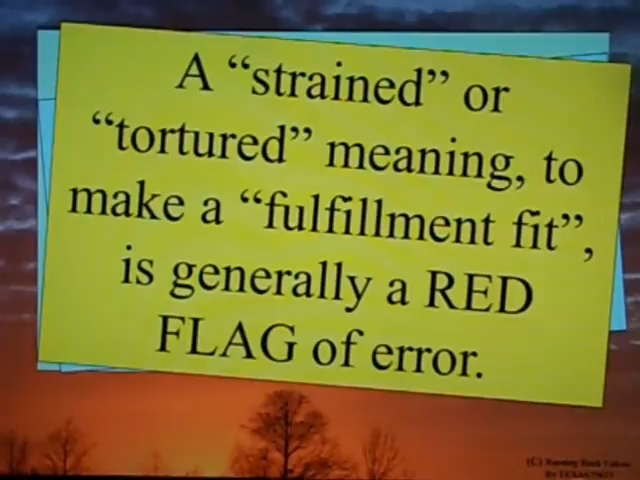 A “strained” or
“tortured” meaning, to
make a “fulfillment fit”,
is generally a RED
FLAG of error.
(C)